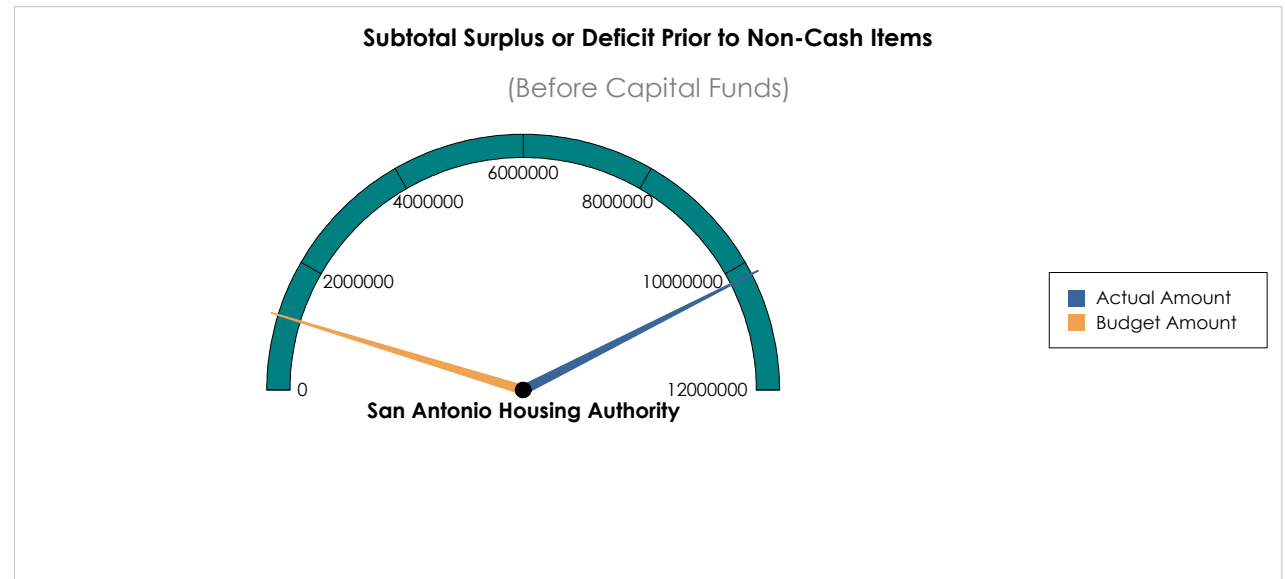 Subtotal Surplus or Deficit Prior to Non-Cash Items
(Before Capital Funds)
6000000
4000000
8000000
2000000
10000000
0
12000000
San Antonio Housing Authority
Actual Amount
Budget Amount